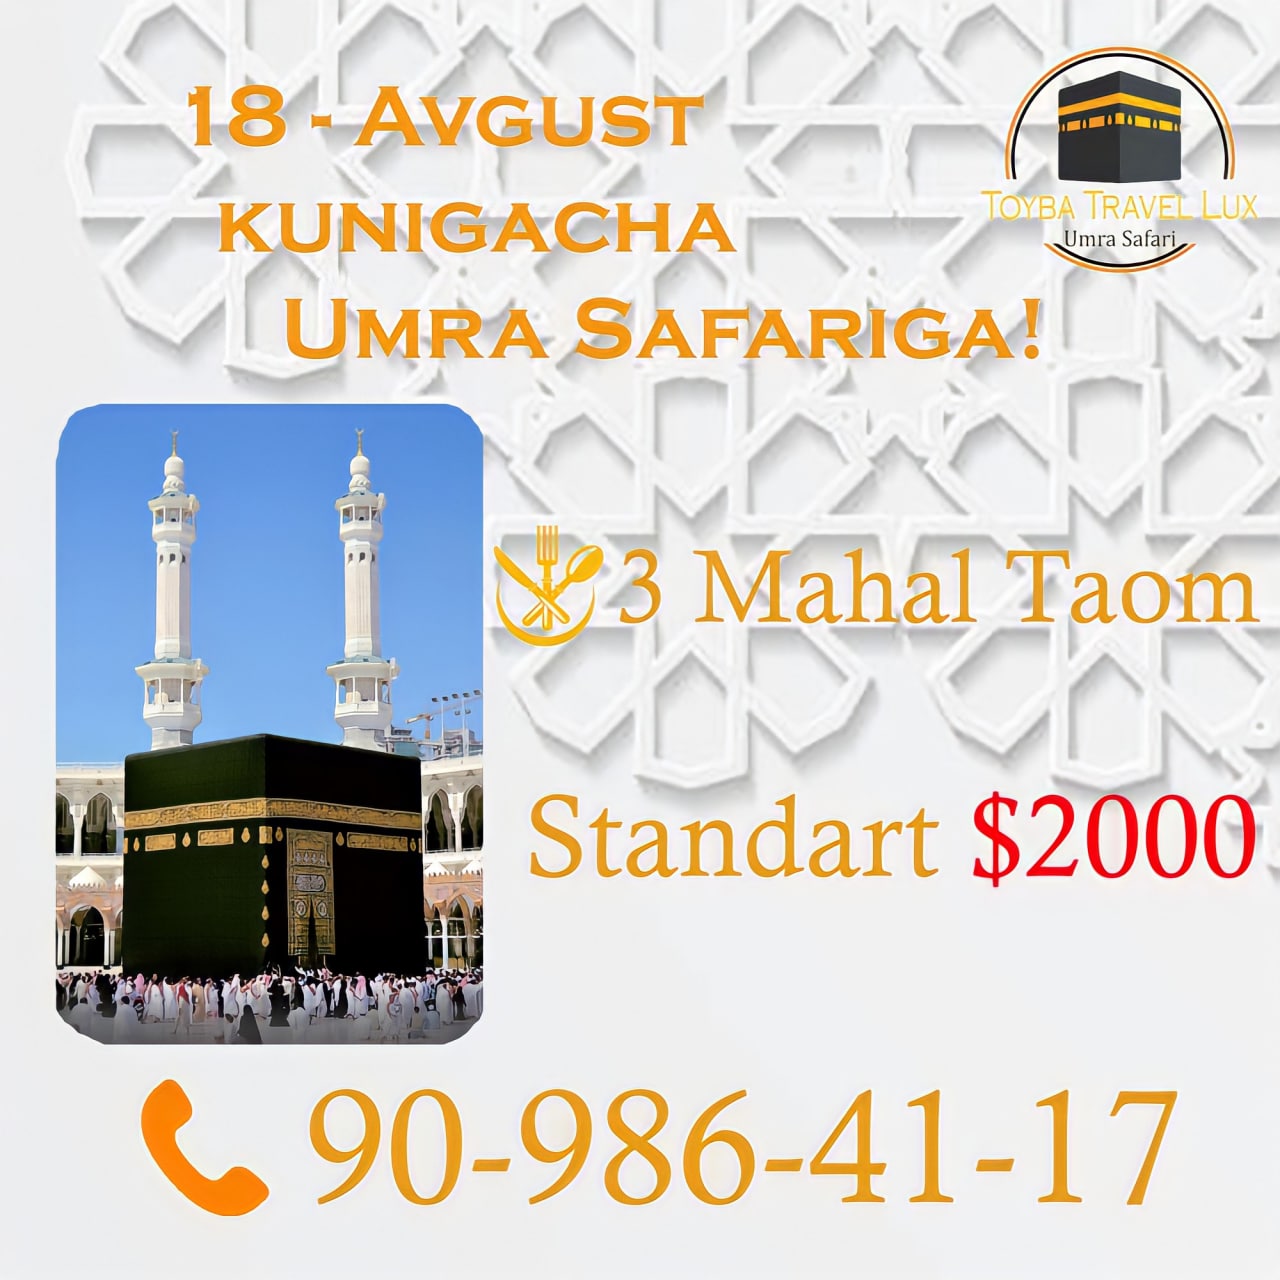 18 - Avgust
kunigacha
Umra Safariga!
Toyba Travel Lux
Umra Safari
3 Mahal Taom
Standart $2000
90-986-41-17